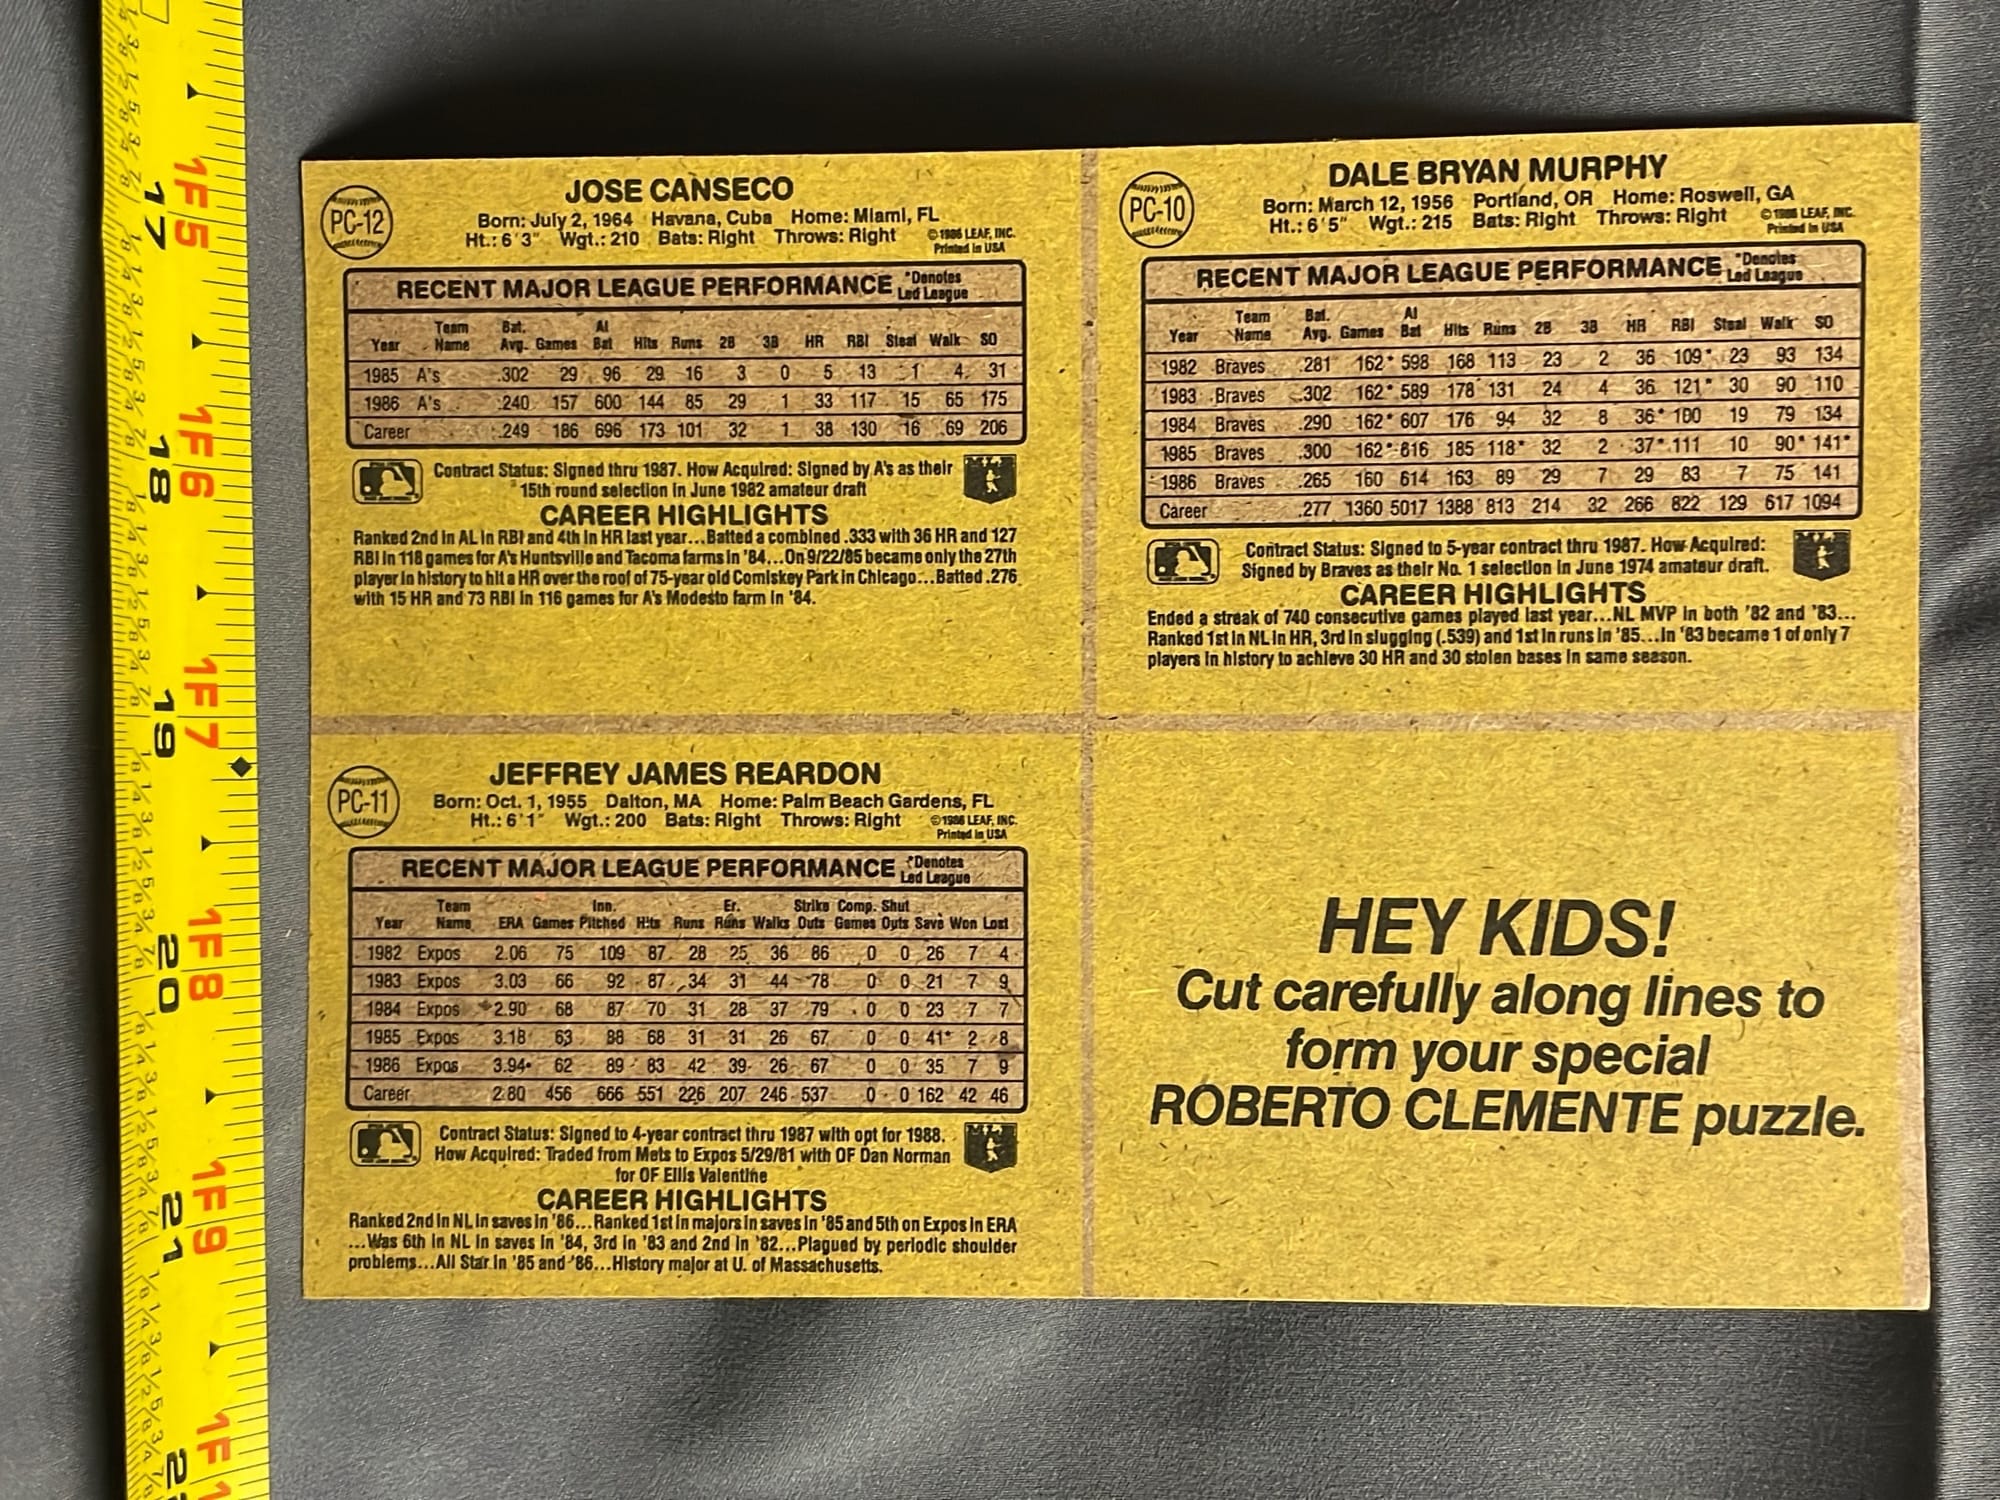 PC-12
JOSE CANSECO
Born: July 2, 1964 Havana, Cuba Home: Miami, FL
Ht.: 6'3" Wgt.: 210 Bats: Right Throws: Right ©1986 LEAF, INC.
Printed in USA
RECENT MAJOR LEAGUE PERFORMANCE *Denotes Led League
Year Team Name Bat. Avg. Games At Bat Hits Runs 2B 3B HR RBI Steal Walk SO
1985 A's .302 29 96 29 16 3 0 5 13 1 4 31
1986 A's .240 157 600 144 85 29 1 33 117 15 65 175
Career .249 186 696 173 101 32 1 38 130 16 69 206
Contract Status: Signed thru 1987. How Acquired: Signed by A's as their
15th round selection in June 1982 amateur draft
CAREER HIGHLIGHTS
Ranked 2nd in AL in RBI and 4th in HR last year...Batted a combined .333 with 36 HR and 127
RBI in 118 games for A's Huntsville and Tacoma farms in '84...On 9/22/85 became only the 27th
player in history to hit a HR over the roof of 75-year old Comiskey Park in Chicago...Batted .276
with 15 HR and 73 RBI in 116 games for A's Modesto farm in '84.
PC-10
DALE BRYAN MURPHY
Born: March 12, 1956 Portland, OR Home: Roswell, GA
Ht.: 6'5" Wgt.: 215 Bats: Right Throws: Right ©1986 LEAF, INC.
Printed in USA
RECENT MAJOR LEAGUE PERFORMANCE *Denotes Led League
Year Team Name Bat. Avg. Games At Bat Hits Runs 2B 3B HR RBI Steal Walk SO
1982 Braves .281 162* 598 168 113 23 2 36 109* 23 93 134
1983 Braves .302 162* 589 178 131 24 4 36 121* 30 90 110
1984 Braves .290 162* 607 176 94 32 8 36* 100 19 79 134
1985 Braves .300 162* 616 185 118* 32 2 37* 111 10 90* 141*
1986 Braves .265 160 614 163 89 29 7 29 83 7 75 141
Career .277 1360 5017 1388 813 214 32 266 822 129 617 1094
Contract Status: Signed to 5-year contract thru 1987. How Acquired:
Signed by Braves as their No. 1 selection in June 1974 amateur draft.
CAREER HIGHLIGHTS
Ended a streak of 740 consecutive games played last year...NL MVP in both '82 and '83...
Ranked 1st in NL in HR, 3rd in slugging (.539) and 1st in runs in '85...In '83 became 1 of only 7
players in history to achieve 30 HR and 30 stolen bases in same season.
PC-11
JEFFREY JAMES REARDON
Born: Oct. 1, 1955 Dalton, MA Home: Palm Beach Gardens, FL
Ht.: 6'1" Wgt.: 200 Bats: Right Throws: Right ©1986 LEAF, INC.
Printed in USA
RECENT MAJOR LEAGUE PERFORMANCE *Denotes Led League
Year Team Name ERA Games Inn. Pitched Hits Runs Er. Runs Walks Strike Outs Comp. Games Shut Outs Save Won Lost
1982 Expos 2.06 75 109 87 28 25 36 86 0 0 26 7 4
1983 Expos 3.03 66 92 87 34 31 44 78 0 0 21 7 9
1984 Expos 2.90 68 87 70 31 28 37 79 0 0 23 7 7
1985 Expos 3.18 63 88 68 31 31 26 67 0 0 41* 2 8
1986 Expos 3.94 62 89 83 42 39 26 67 0 0 35 7 9
Career 2.80 456 666 551 226 207 246 537 0 0 162 42 46
Contract Status: Signed to 4-year contract thru 1987 with opt for 1988.
How Acquired: Traded from Mets to Expos 5/29/81 with OF Dan Norman
for OF Ellis Valentine
CAREER HIGHLIGHTS
Ranked 2nd in NL in saves in '86...Ranked 1st in majors in saves in '85 and 5th on Expos in ERA
...Was 6th in NL in saves in '84, 3rd in '83 and 2nd in '82...Plagued by periodic shoulder
problems...All Star in '85 and '86...History major at U. of Massachusetts.
HEY KIDS!
Cut carefully along lines to
form your special
ROBERTO CLEMENTE puzzle.
17 1F5
18 1F6
19 1F7
20 1F8
21 1F9